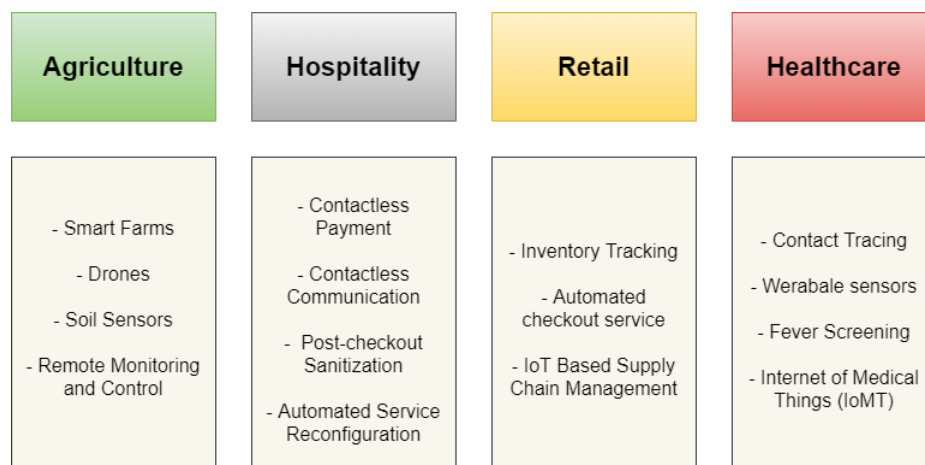 Agriculture
- Smart Farms
- Drones
- Soil Sensors
- Remote Monitoring
and Control
Hospitality
- Contactless
Payment
- Contactless
Communication
- Post-checkout
Sanitization
- Automated Service
Reconfiguration
Retail
- Inventory Tracking
- Automated
checkout service
- IoT Based Supply
Chain Management
Healthcare
- Contact Tracing
- Werabale sensors
- Fever Screening
- Internet of Medical
Things (IoMT)